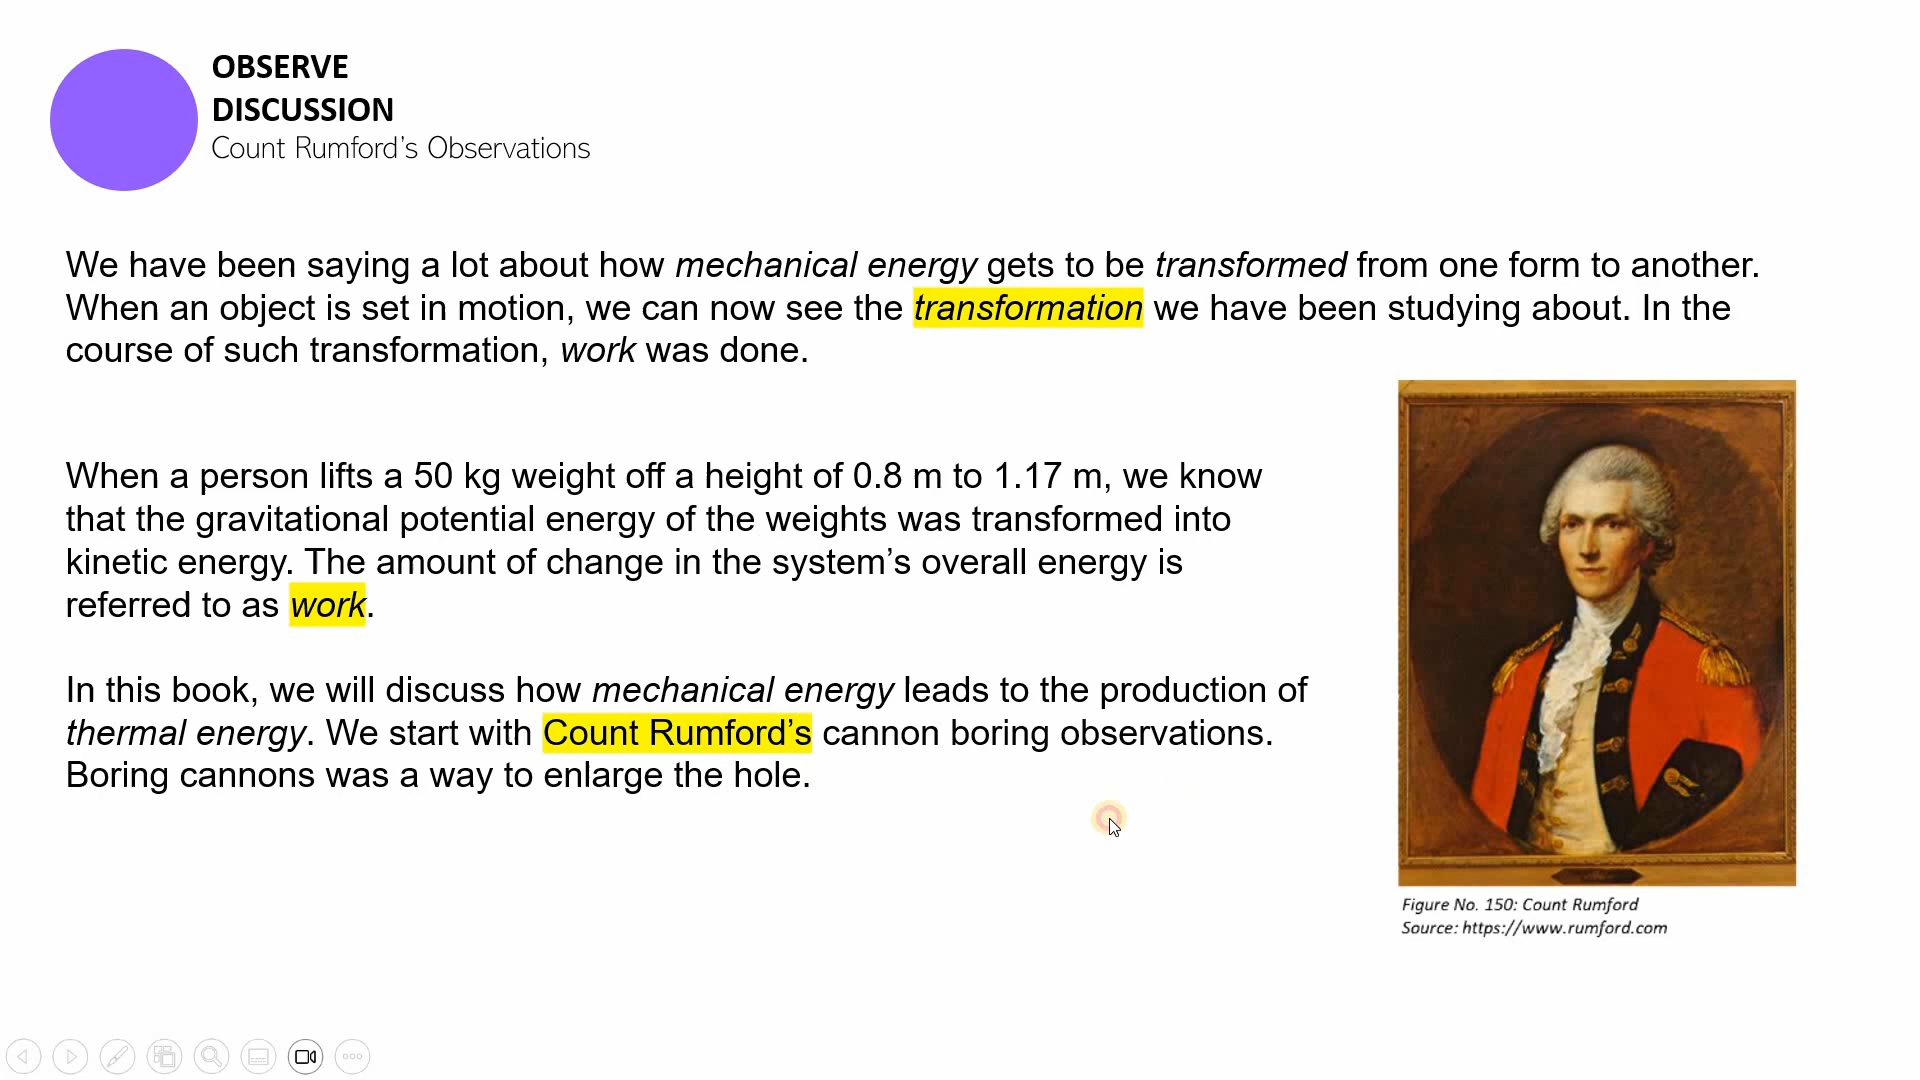 OBSERVE
DISCUSSION
Count Rumford’s Observations
We have been saying a lot about how mechanical energy gets to be transformed from one form to another.
When an object is set in motion, we can now see the transformation we have been studying about. In the
course of such transformation, work was done.
When a person lifts a 50 kg weight off a height of 0.8 m to 1.17 m, we know
that the gravitational potential energy of the weights was transformed into
kinetic energy. The amount of change in the system’s overall energy is
referred to as work.
In this book, we will discuss how mechanical energy leads to the production of
thermal energy. We start with Count Rumford’s cannon boring observations.
Boring cannons was a way to enlarge the hole.
Figure No. 150: Count Rumford
Source: https://www.rumford.com